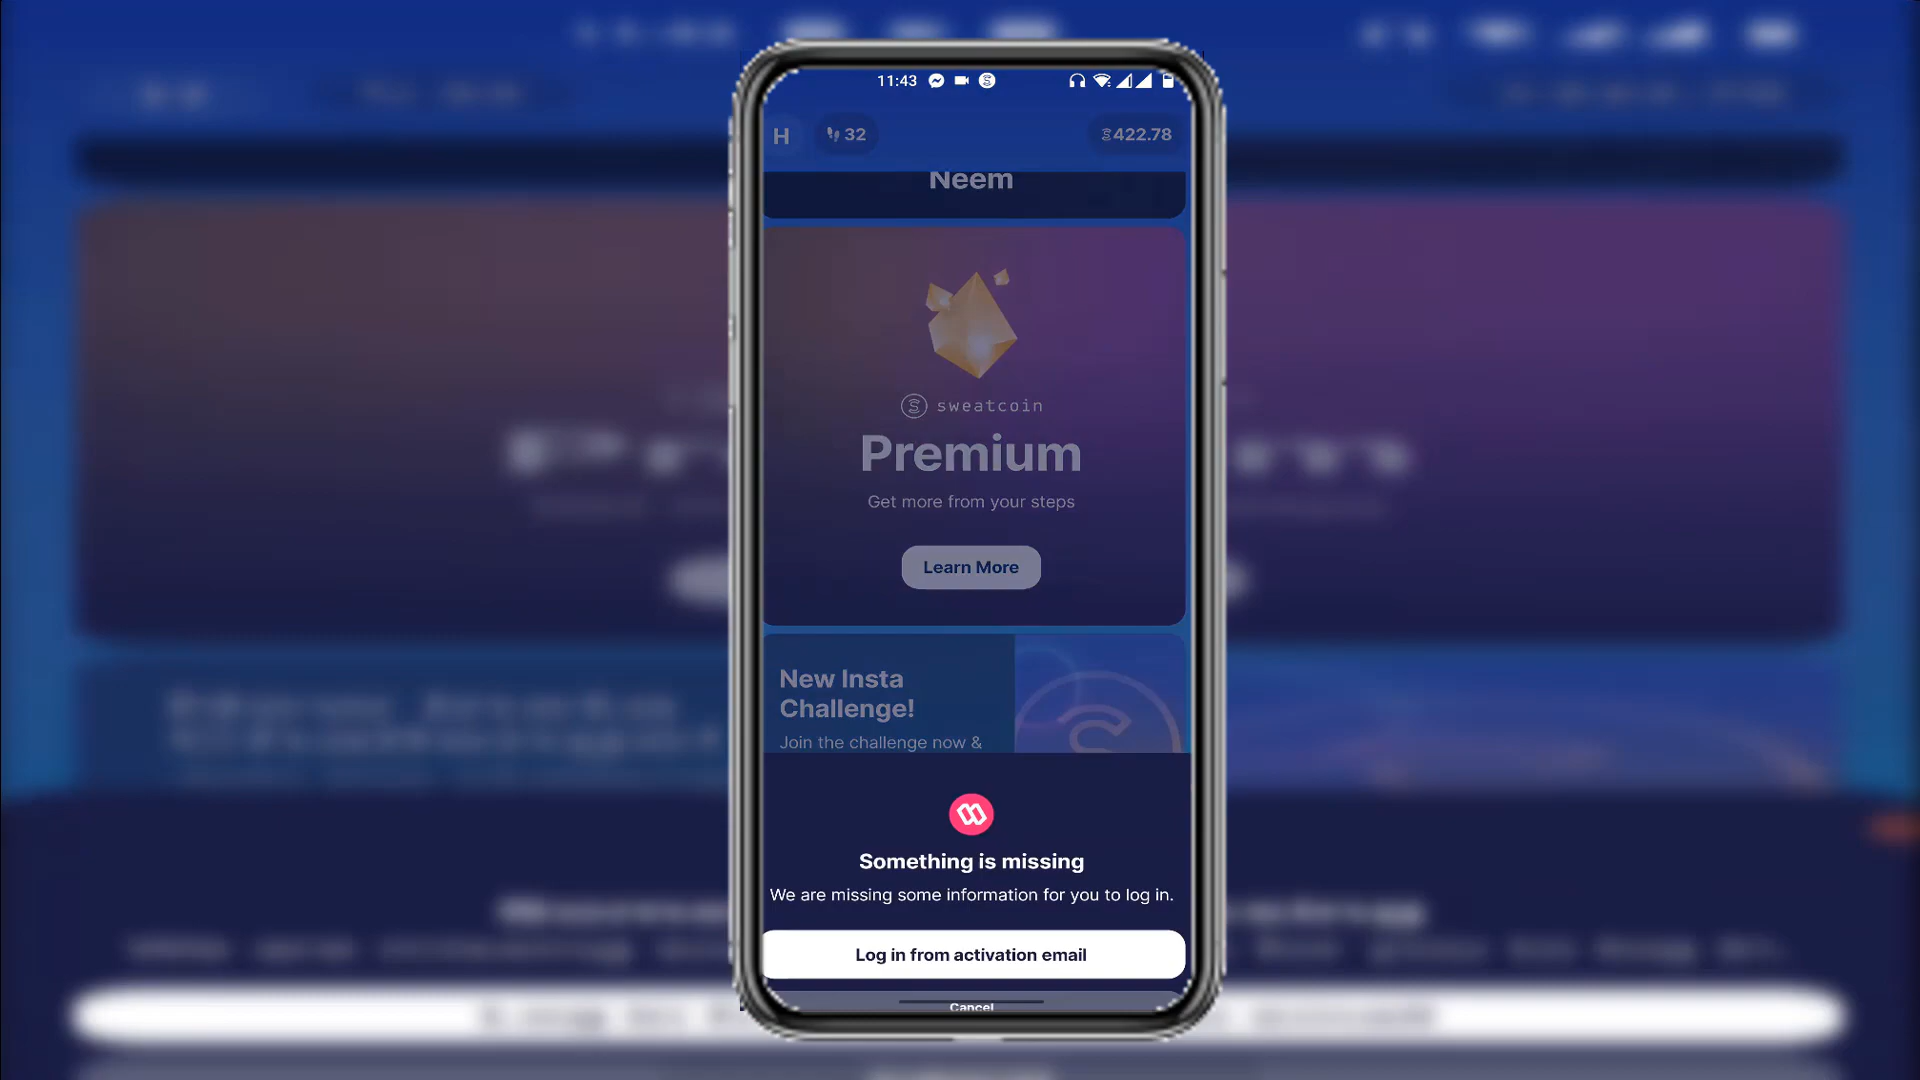 11:43
H 32 422.78
Neem
sweatcoin
Premium
Get more from your steps
Learn More
New Insta
Challenge!
Join the challenge now &
Something is missing
We are missing some information for you to log in.
Log in from activation email
Cancel